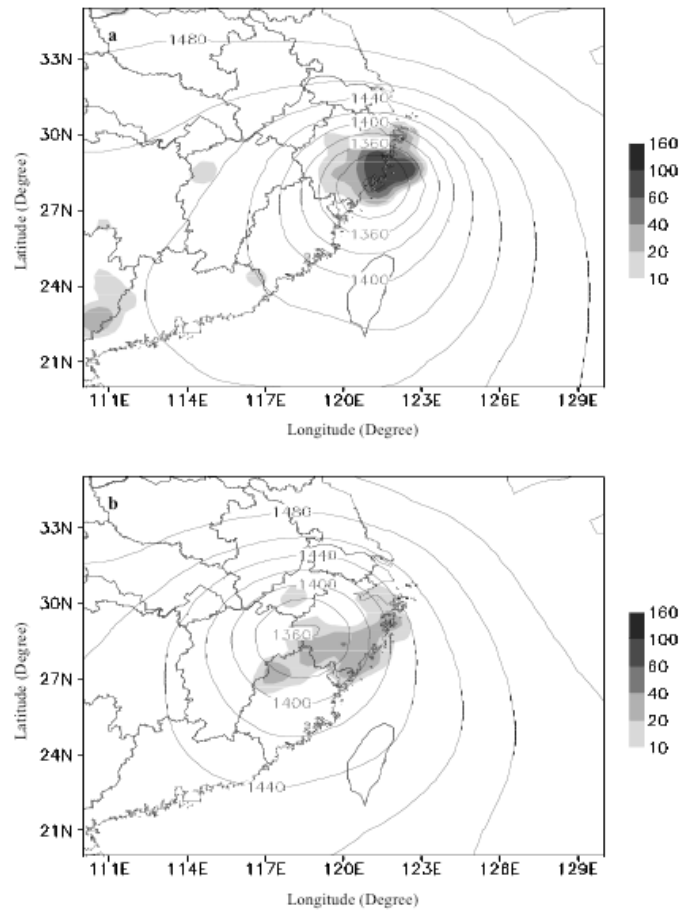 a
1480
1440
1400
1360
1360
1400
33N
30N
27N
24N
21N
111E 114E 117E 120E 123E 126E 129E
Latitude (Degree)
Longitude (Degree)
160
100
60
40
20
10
b
1480
1440
1400
1360
1400
1440
33N
30N
27N
24N
21N
111E 114E 117E 120E 123E 126E 129E
Latitude (Degree)
Longitude (Degree)
160
100
60
40
20
10